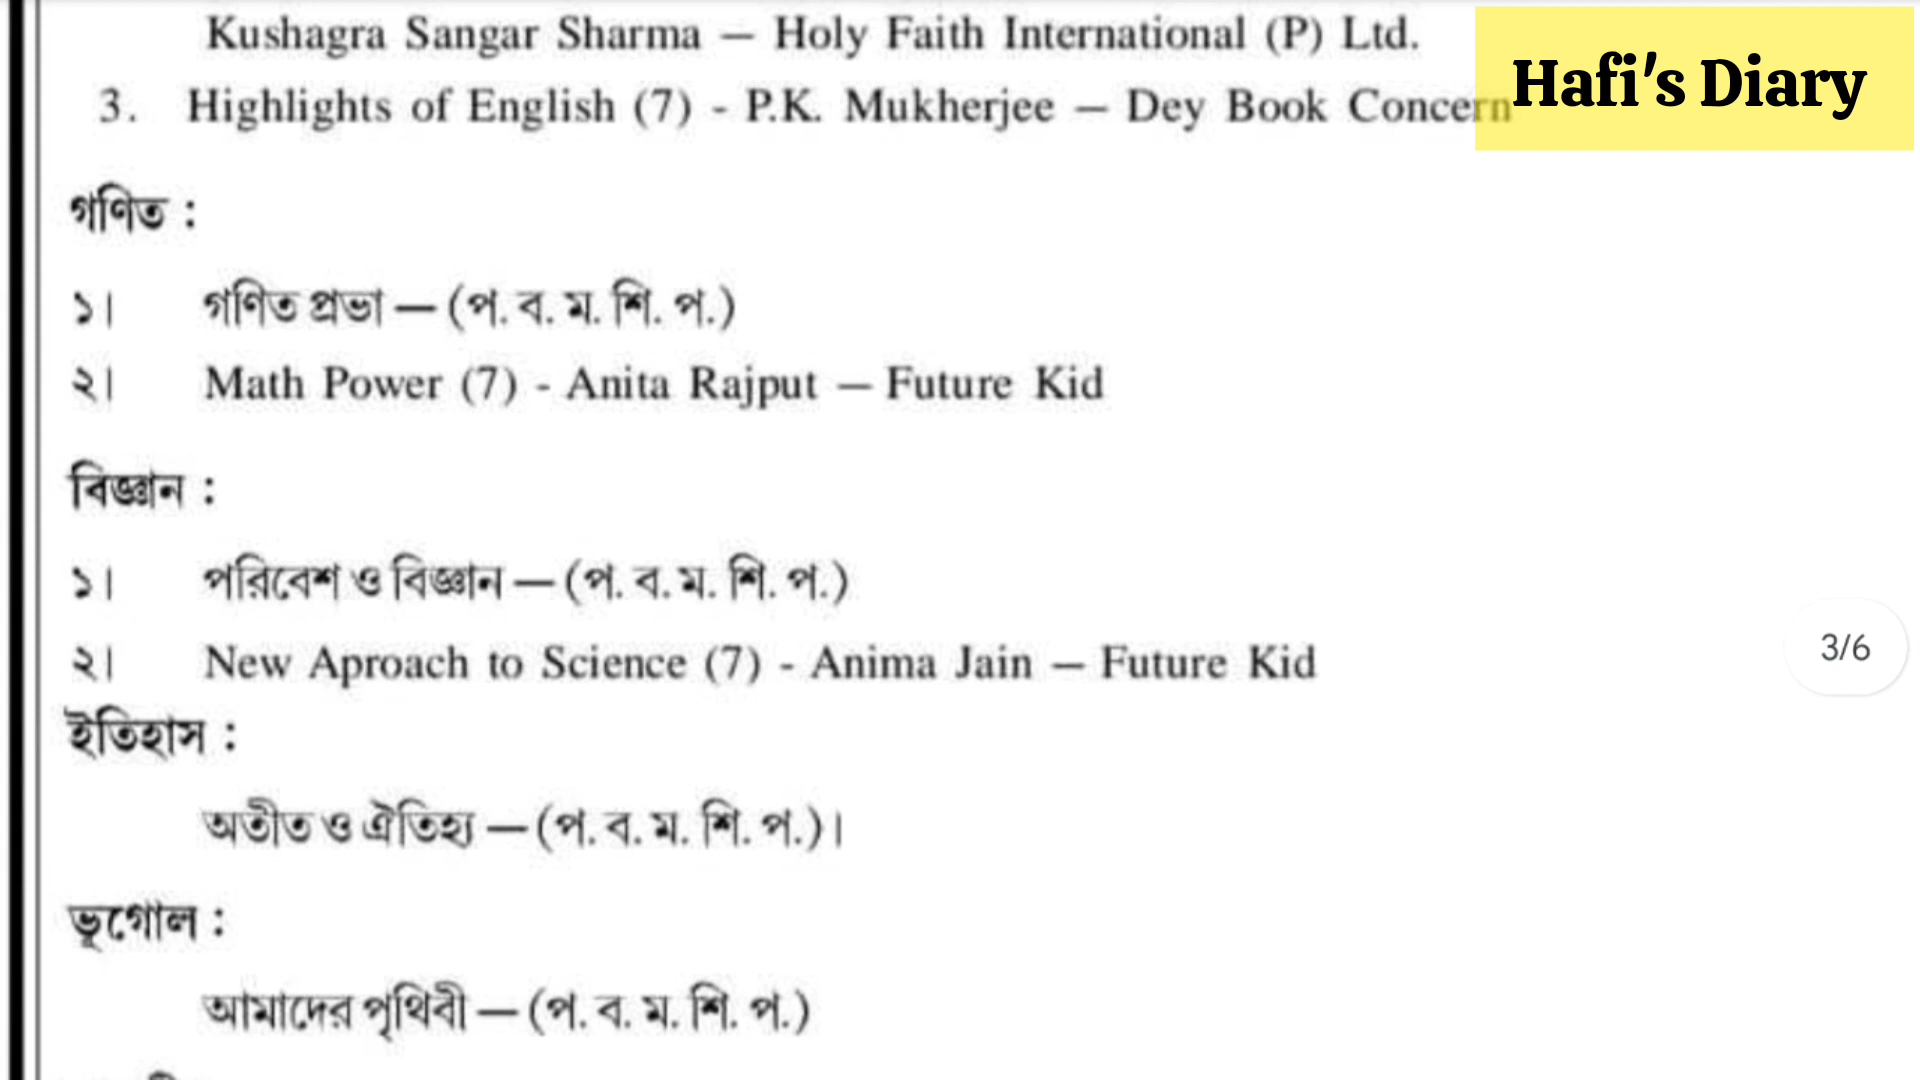 Kushagra Sangar Sharma — Holy Faith International (P) Ltd.
Hafi's Diary
3. Highlights of English (7) - P.K. Mukherjee — Dey Book Concern
গণিত :
১। গণিত প্রভা — (প. ব. ম. শি. প.)
২। Math Power (7) - Anita Rajput — Future Kid
বিজ্ঞান :
১। পরিবেশ ও বিজ্ঞান — (প. ব. ম. শি. প.)
3/6
২। New Aproach to Science (7) - Anima Jain — Future Kid
ইতিহাস :
অতীত ও ঐতিহ্য — (প. ব. ম. শি. প.)।
ভূগোল :
আমাদের পৃথিবী — (প. ব. ম. শি. প.)